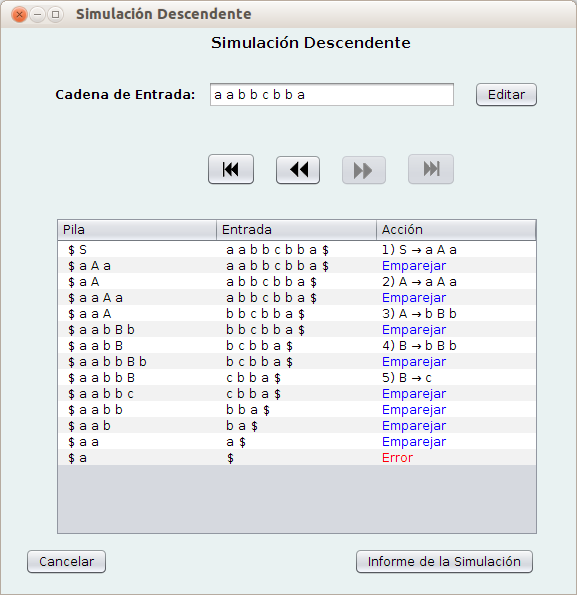 Simulación Descendente
Simulación Descendente
Cadena de Entrada: a a b b c b b a Editar
Pila Entrada Acción
$ S a a b b c b b a $ 1) S → a A a
$ a A a a a b b c b b a $ Emparejar
$ a A a b b c b b a $ 2) A → a A a
$ a a A a a b b c b b a $ Emparejar
$ a a A b b c b b a $ 3) A → b B b
$ a a b B b b b c b b a $ Emparejar
$ a a b B b c b b a $ 4) B → b B b
$ a a b b B b b c b b a $ Emparejar
$ a a b b B c b b a $ 5) B → c
$ a a b b c c b b a $ Emparejar
$ a a b b b b a $ Emparejar
$ a a b b a $ Emparejar
$ a a a $ Emparejar
$ a $ Error
Cancelar Informe de la Simulación